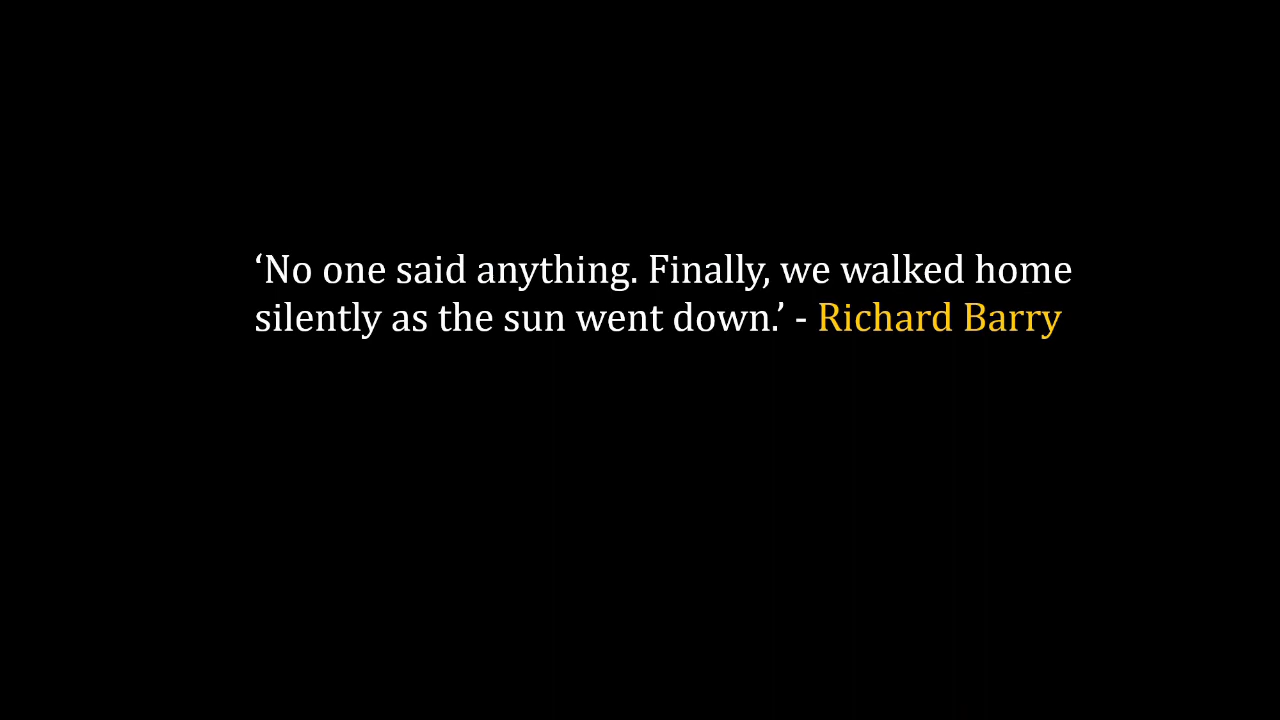 ‘No one said anything. Finally, we walked home
silently as the sun went down.’ - Richard Barry